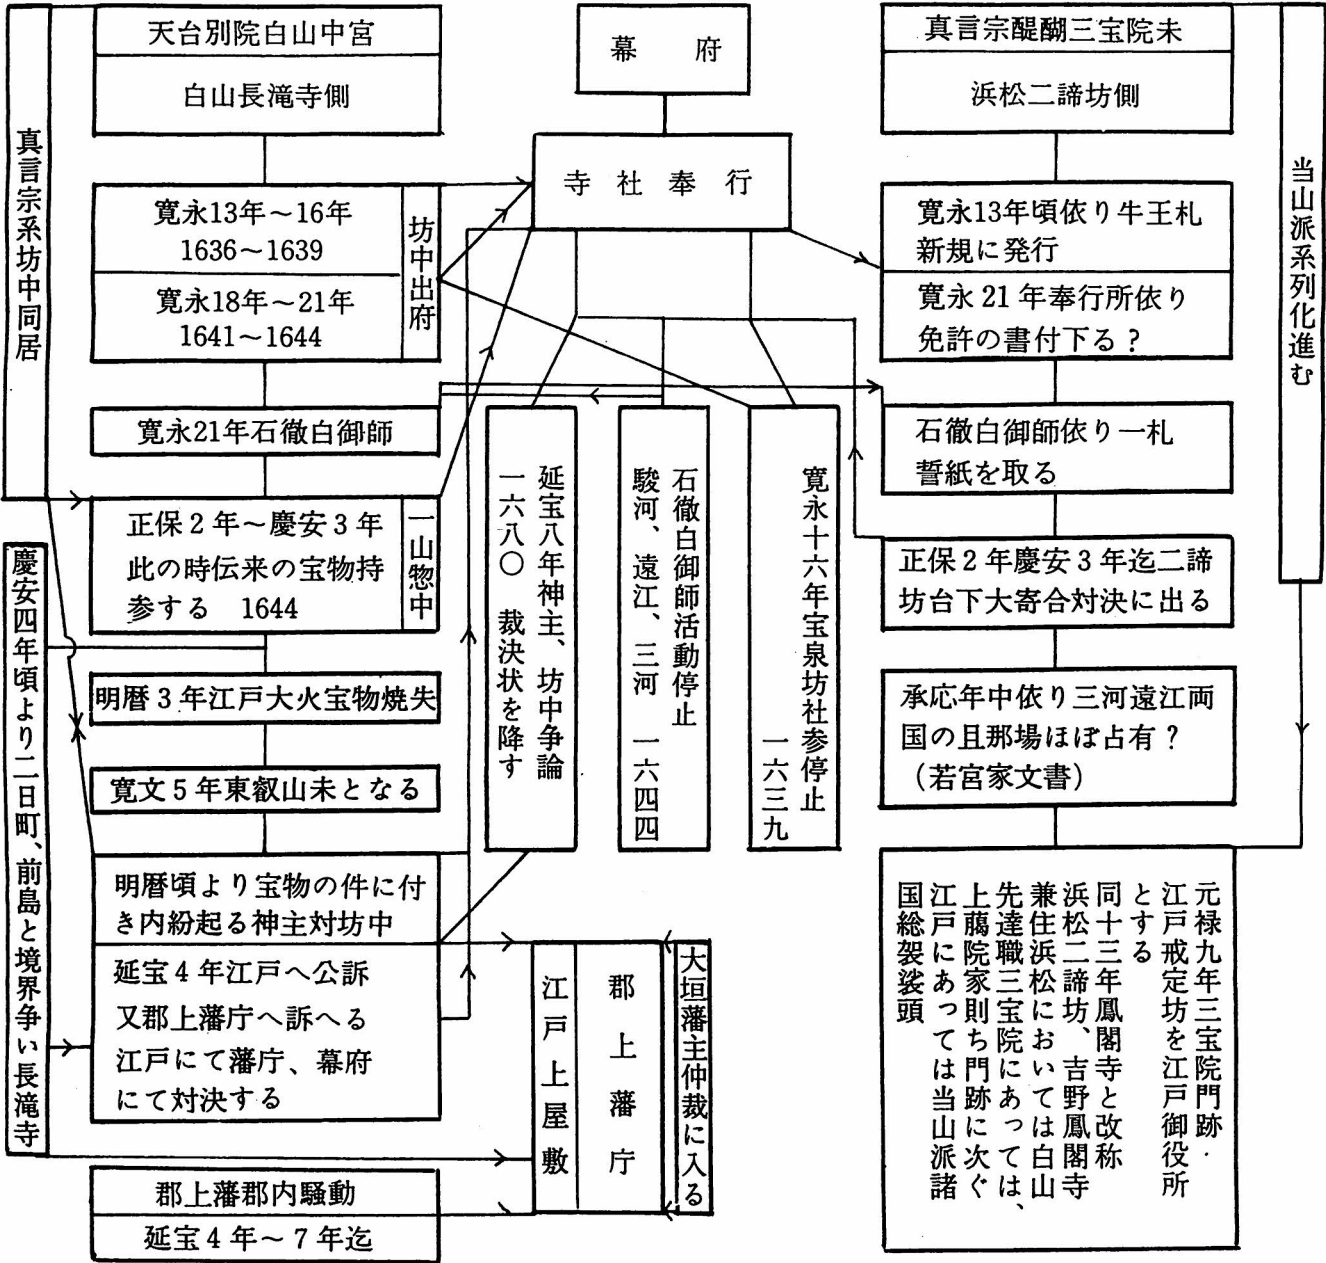 真言宗系坊中同居
天台別院白山中宮
白山長滝寺側
寛永13年～16年
1636～1639
寛永18年～21年
1641～1644
坊中出府
寛永21年石徹白御師
正保2年～慶安3年
此の時伝来の宝物持
参する 1644
一山惣中
明暦3年江戸大火宝物焼失
寛文5年東叡山未となる
明暦頃より宝物の件に付
き内紛起る神主対坊中
延宝4年江戸へ公訴
又郡上藩庁へ訴へる
江戸にて藩庁、幕府
にて対決する
慶安四年頃より二日町、前島と境界争い長滝寺
郡上藩郡内騒動
延宝4年～7年迄
幕府
寺社奉行
寛永十六年宝泉坊社参停止
一六三九
石徹白御師活動停止
駿河、遠江、三河 一六四四
延宝八年神主、坊中争論
一六八〇 裁決状を降す
大垣藩主仲裁に入る
郡上藩庁
江戸上屋敷
真言宗醍醐三宝院未
浜松二諦坊側
寛永13年頃依り牛王札
新規に発行
寛永21年奉行所依り
免許の書付下る？
石徹白御師依り一札
誓紙を取る
正保2年慶安3年迄二諦
坊台下大寄合対決に出る
承応年中依り三河遠江両
国の旦那場ほぼ占有？
（若宮家文書）
元禄九年三宝院門跡·
江戸戒定坊を江戸御役所
とする
同十三年鳳閣寺と改称
浜松二諦坊、吉野鳳閣寺
兼住浜松においては白山
先達職三宝院にあっては、
上﨟院家則ち門跡に次ぐ
江戸にあっては当山派諸
国総袈裟頭
当山派系列化進む